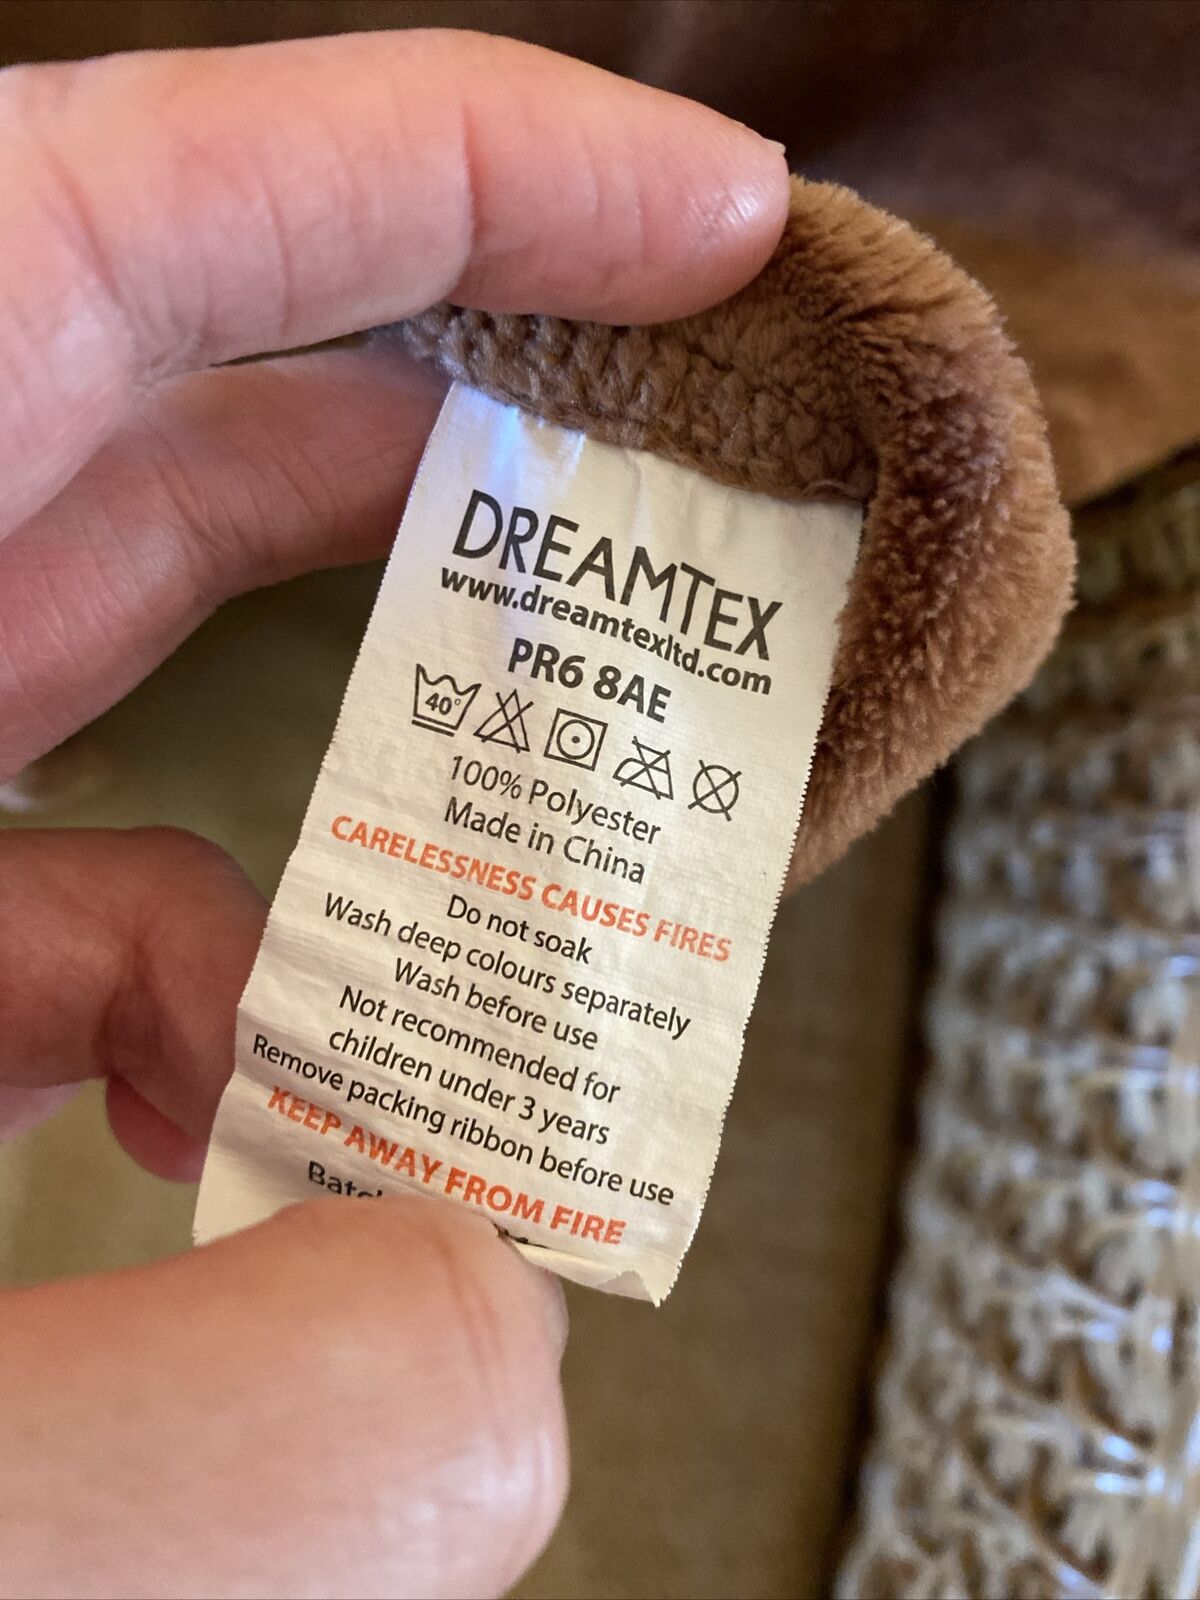 DREAMTEX
www.dreamtexltd.com
PR6 8AE
40°
100% Polyester
Made in China
CARELESSNESS CAUSES FIRES
Do not soak
Wash deep colours separately
Wash before use
Not recommended for
children under 3 years
Remove packing ribbon before use
KEEP AWAY FROM FIRE